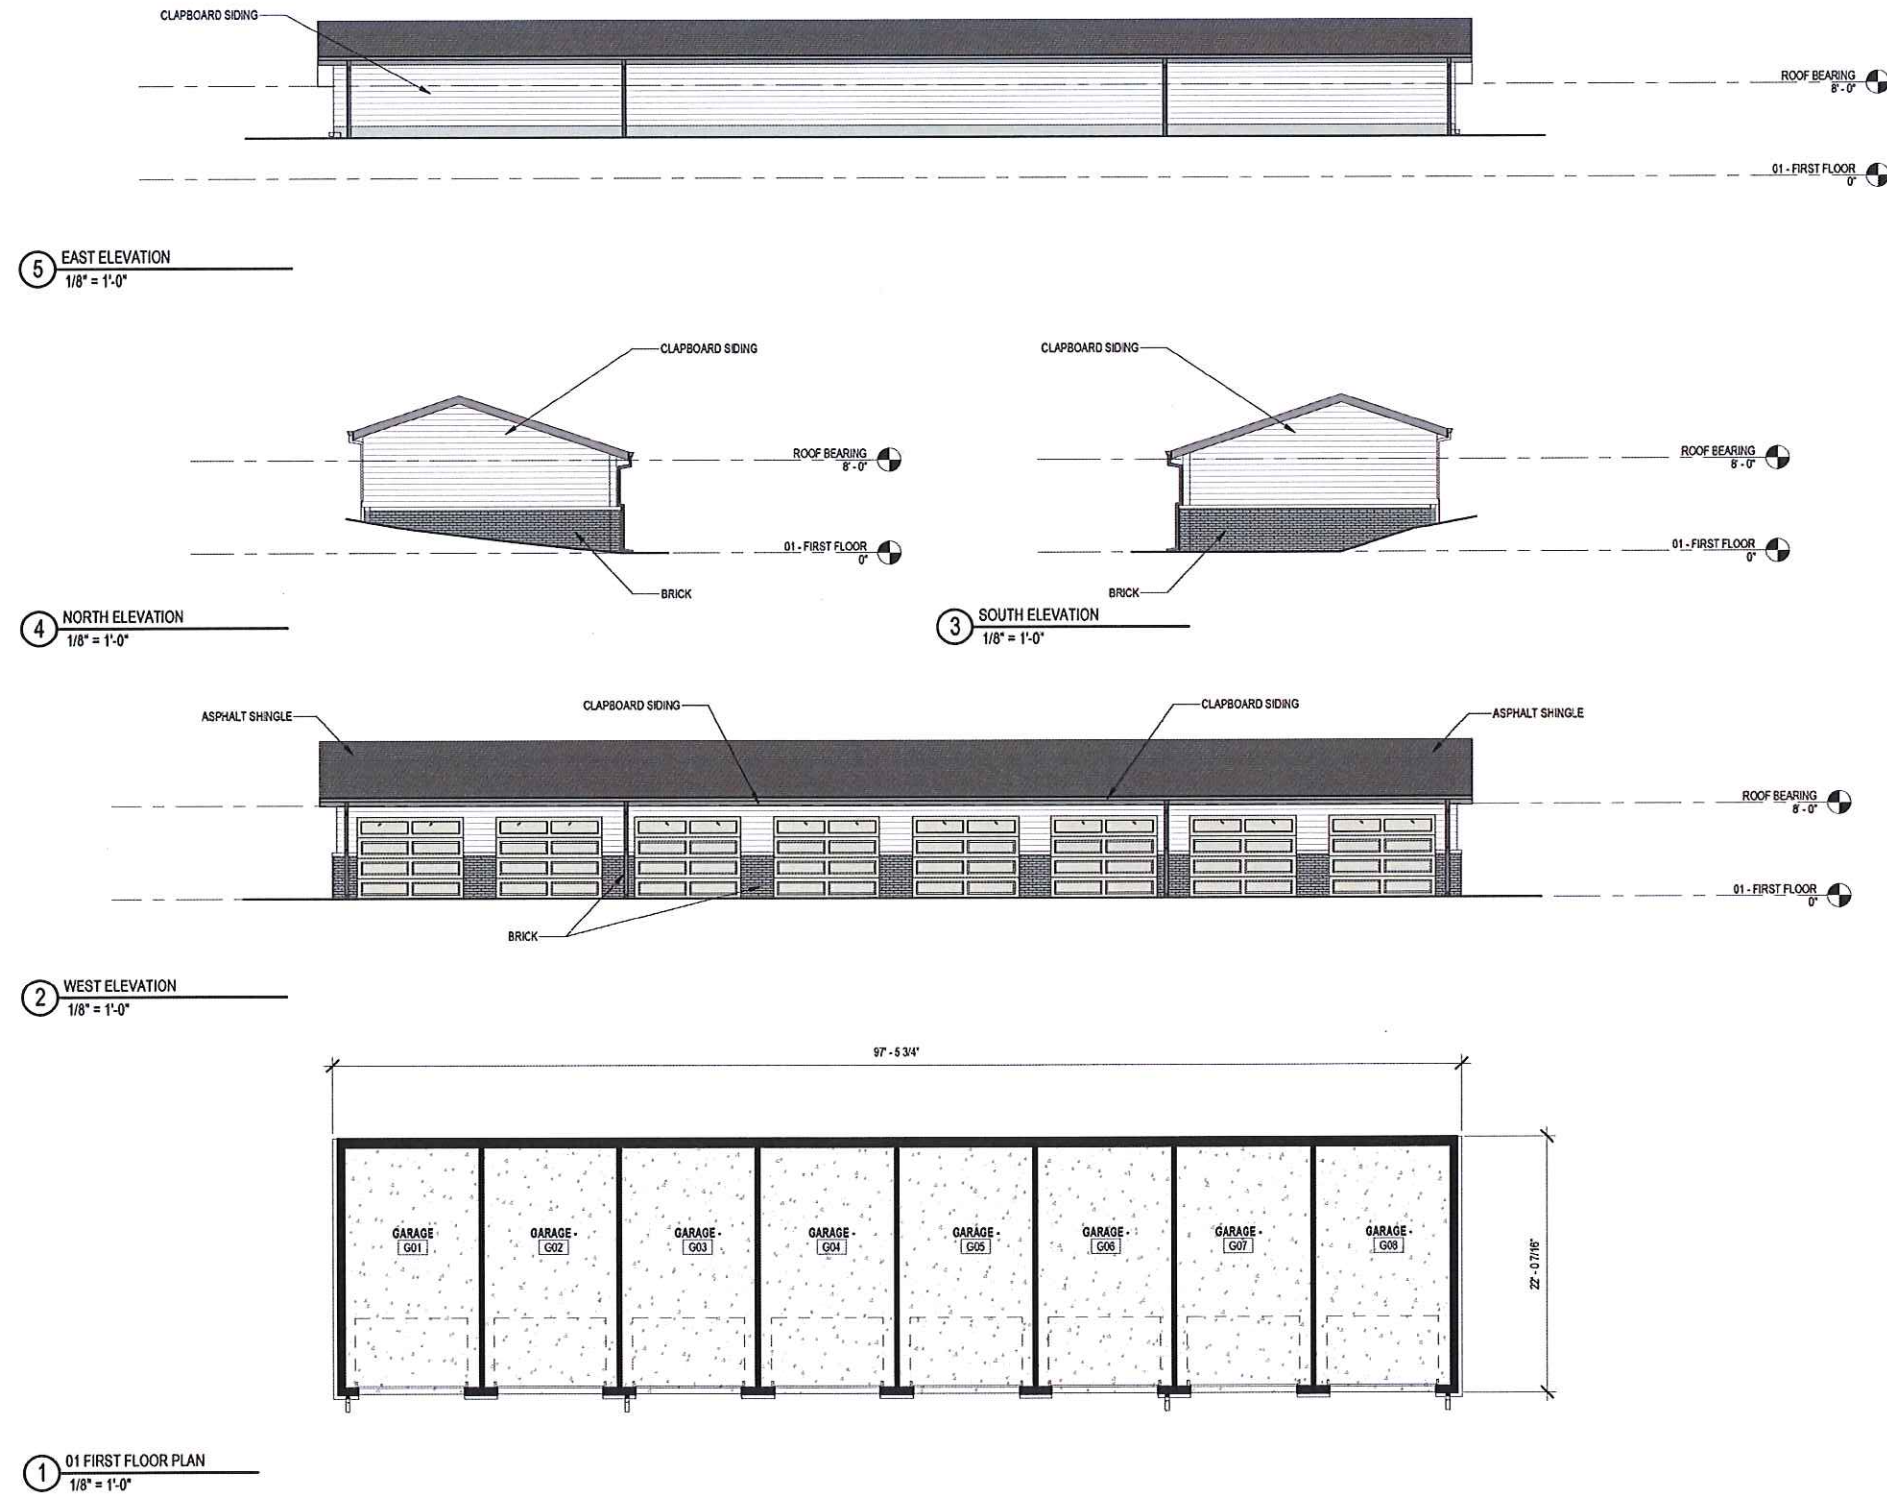 CLAPBOARD SIDING
ROOF BEARING
8' - 0"
01 - FIRST FLOOR
0"
5
EAST ELEVATION
1/8" = 1'-0"
CLAPBOARD SIDING
CLAPBOARD SIDING
ROOF BEARING
8' - 0"
ROOF BEARING
8' - 0"
01 - FIRST FLOOR
0"
01 - FIRST FLOOR
0"
BRICK
BRICK
4
NORTH ELEVATION
1/8" = 1'-0"
3
SOUTH ELEVATION
1/8" = 1'-0"
ASPHALT SHINGLE
CLAPBOARD SIDING
CLAPBOARD SIDING
ASPHALT SHINGLE
ROOF BEARING
8' - 0"
01 - FIRST FLOOR
0"
BRICK
2
WEST ELEVATION
1/8" = 1'-0"
97' - 5 3/4"
GARAGE -
G01
GARAGE -
G02
GARAGE -
G03
GARAGE -
G04
GARAGE -
G05
GARAGE -
G06
GARAGE -
G07
GARAGE -
G08
22' - 0 7/16"
1
01 FIRST FLOOR PLAN
1/8" = 1'-0"